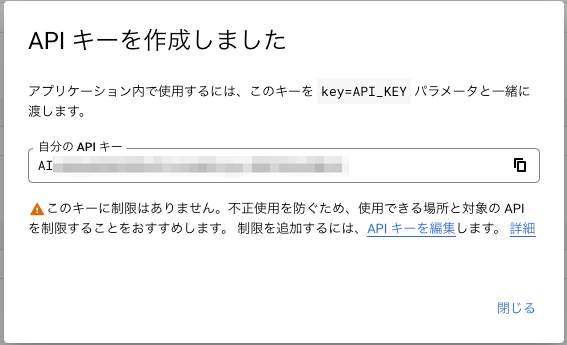 API キーを作成しました
アプリケーション内で使用するには、このキーを key=API_KEY パラメータと一緒に
渡します。
自分の API キー
AI
このキーに制限はありません。不正使用を防ぐため、使用できる場所と対象の API
を制限することをおすすめします。 制限を追加するには、API キーを編集します。 詳細
閉じる